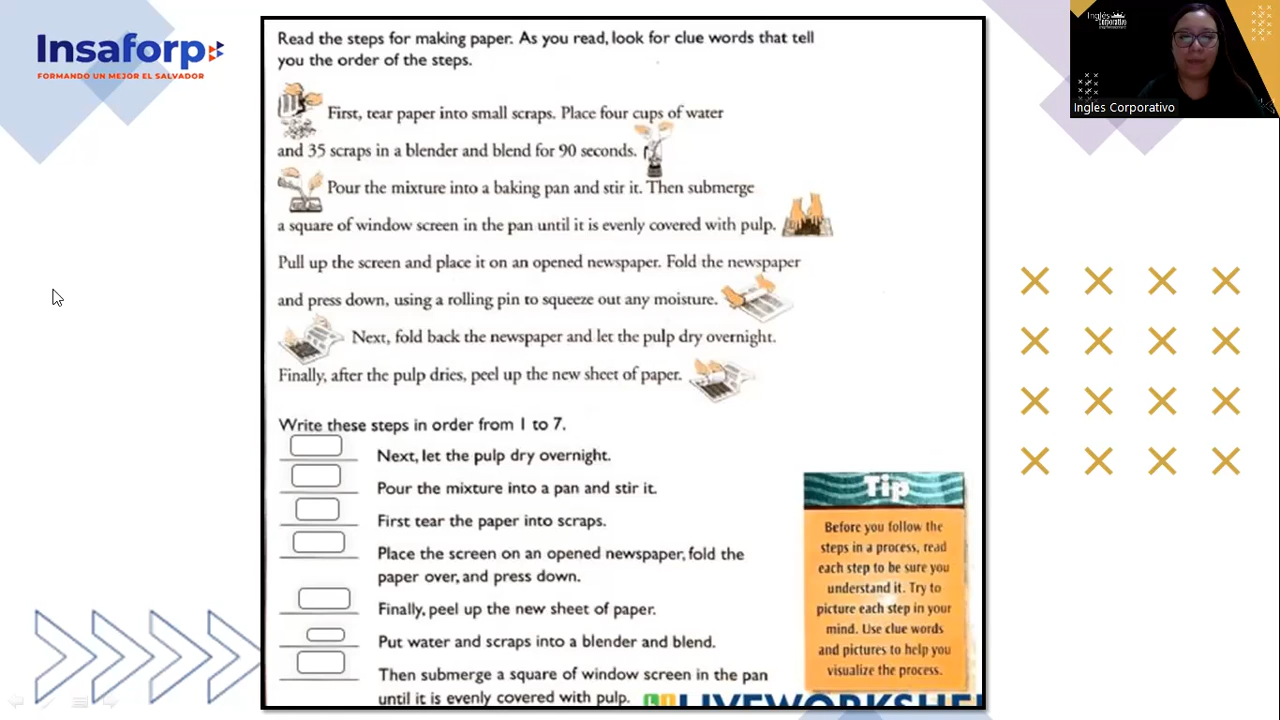 Insaforp
FORMANDO UN MEJOR EL SALVADOR
Read the steps for making paper. As you read, look for clue words that tell
you the order of the steps.
First, tear paper into small scraps. Place four cups of water
and 35 scraps in a blender and blend for 90 seconds.
Pour the mixture into a baking pan and stir it. Then submerge
a square of window screen in the pan until it is evenly covered with pulp.
Pull up the screen and place it on an opened newspaper. Fold the newspaper
and press down, using a rolling pin to squeeze out any moisture.
Next, fold back the newspaper and let the pulp dry overnight.
Finally, after the pulp dries, peel up the new sheet of paper.
Write these steps in order from 1 to 7.
Next, let the pulp dry overnight.
Pour the mixture into a pan and stir it.
First tear the paper into scraps.
Place the screen on an opened newspaper, fold the
paper over, and press down.
Finally, peel up the new sheet of paper.
Put water and scraps into a blender and blend.
Then submerge a square of window screen in the pan
until it is evenly covered with pulp.
Tip
Before you follow the
steps in a process, read
each step to be sure you
understand it. Try to
picture each step in your
mind. Use clue words
and pictures to help you
visualize the process.
LIVEWORKSHE
Inglés
Corporativo
Ingles Corporativo